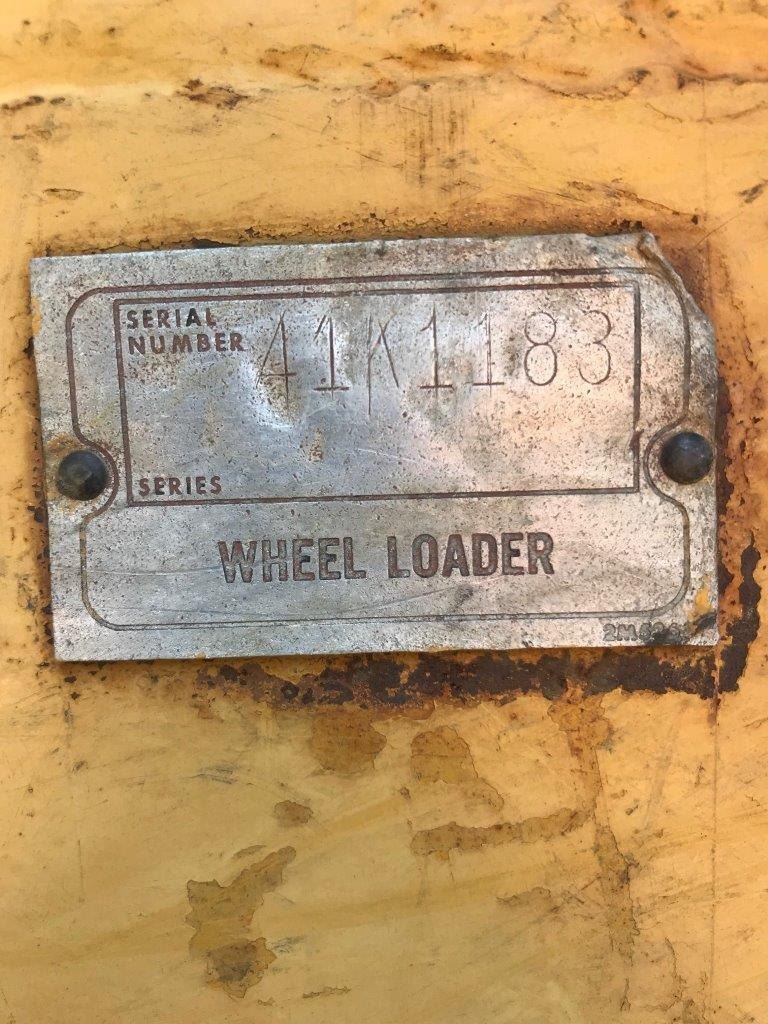 SERIAL
NUMBER 41K1183
SERIES
WHEEL LOADER